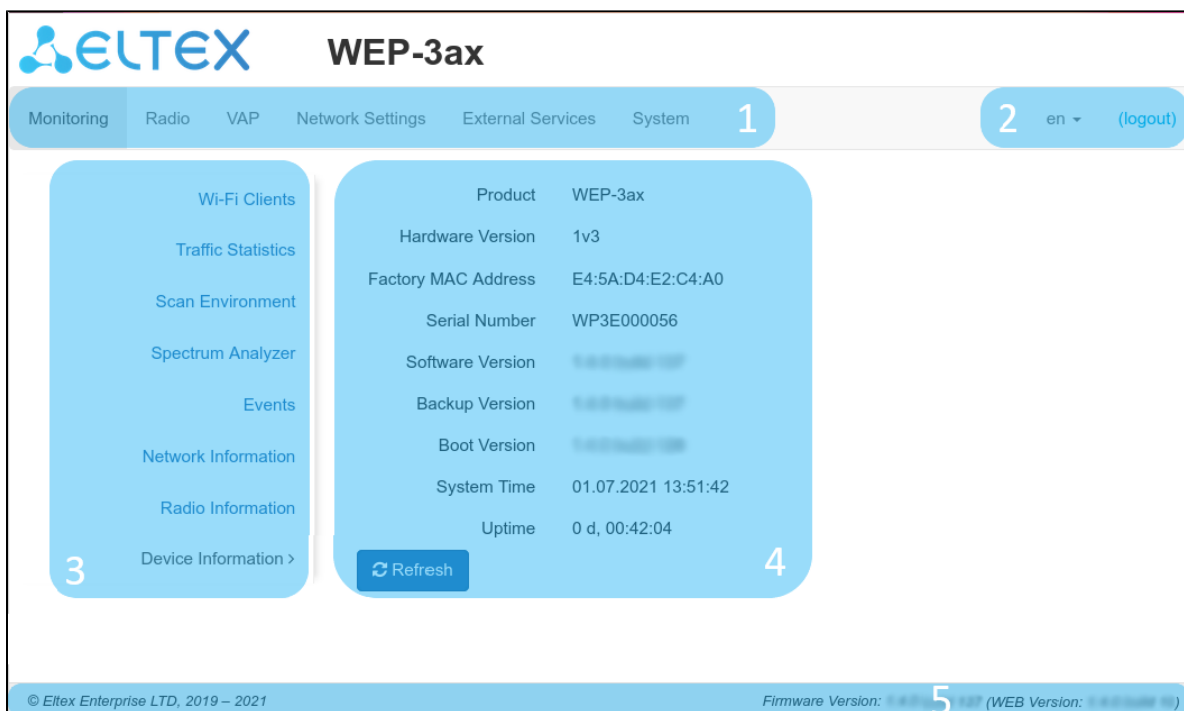 ELTEX WEP-3ax
Monitoring Radio VAP Network Settings External Services System 1 2 en (logout)
Wi-Fi Clients
Traffic Statistics
Scan Environment
Spectrum Analyzer
Events
Network Information
Radio Information
Device Information >
3
Product WEP-3ax
Hardware Version 1v3
Factory MAC Address E4:5A:D4:E2:C4:A0
Serial Number WP3E000056
Software Version
Backup Version
Boot Version
System Time 01.07.2021 13:51:42
Uptime 0 d, 00:42:04
Refresh 4
© Eltex Enterprise LTD, 2019 – 2021 Firmware Version: 5 (WEB Version: )